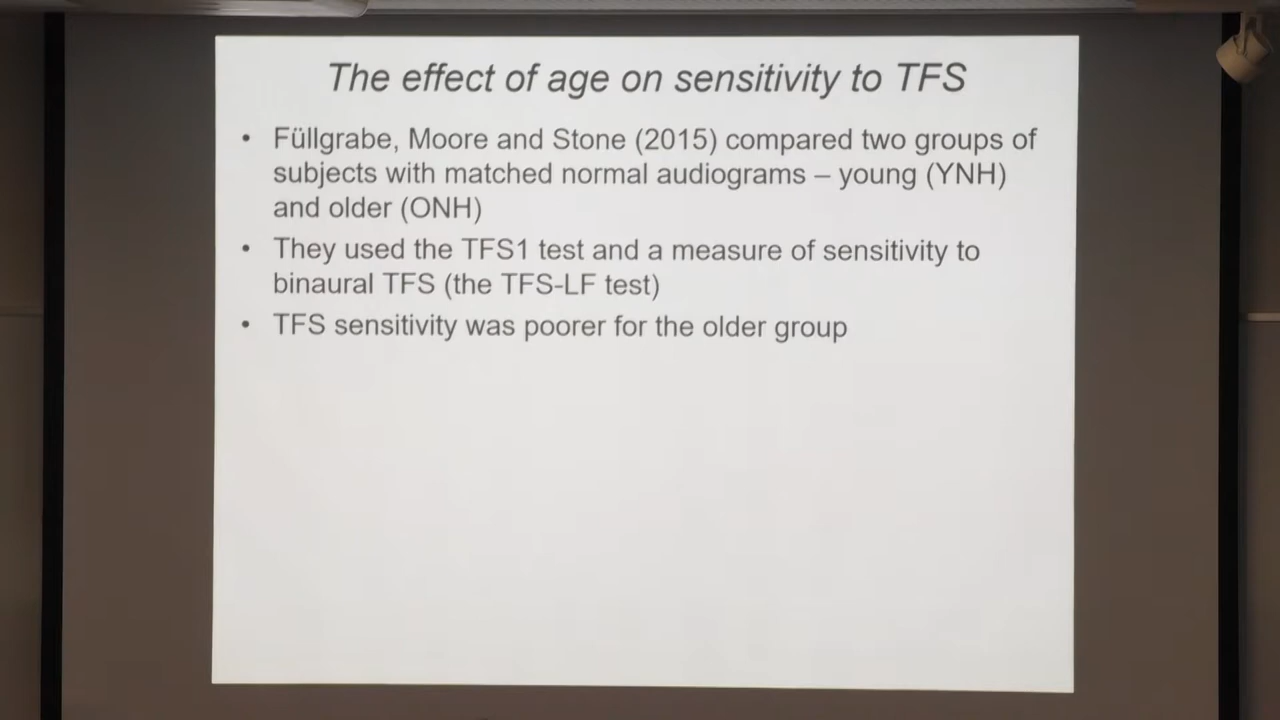 The effect of age on sensitivity to TFS
• Füllgrabe, Moore and Stone (2015) compared two groups of
subjects with matched normal audiograms – young (YNH)
and older (ONH)
• They used the TFS1 test and a measure of sensitivity to
binaural TFS (the TFS-LF test)
• TFS sensitivity was poorer for the older group